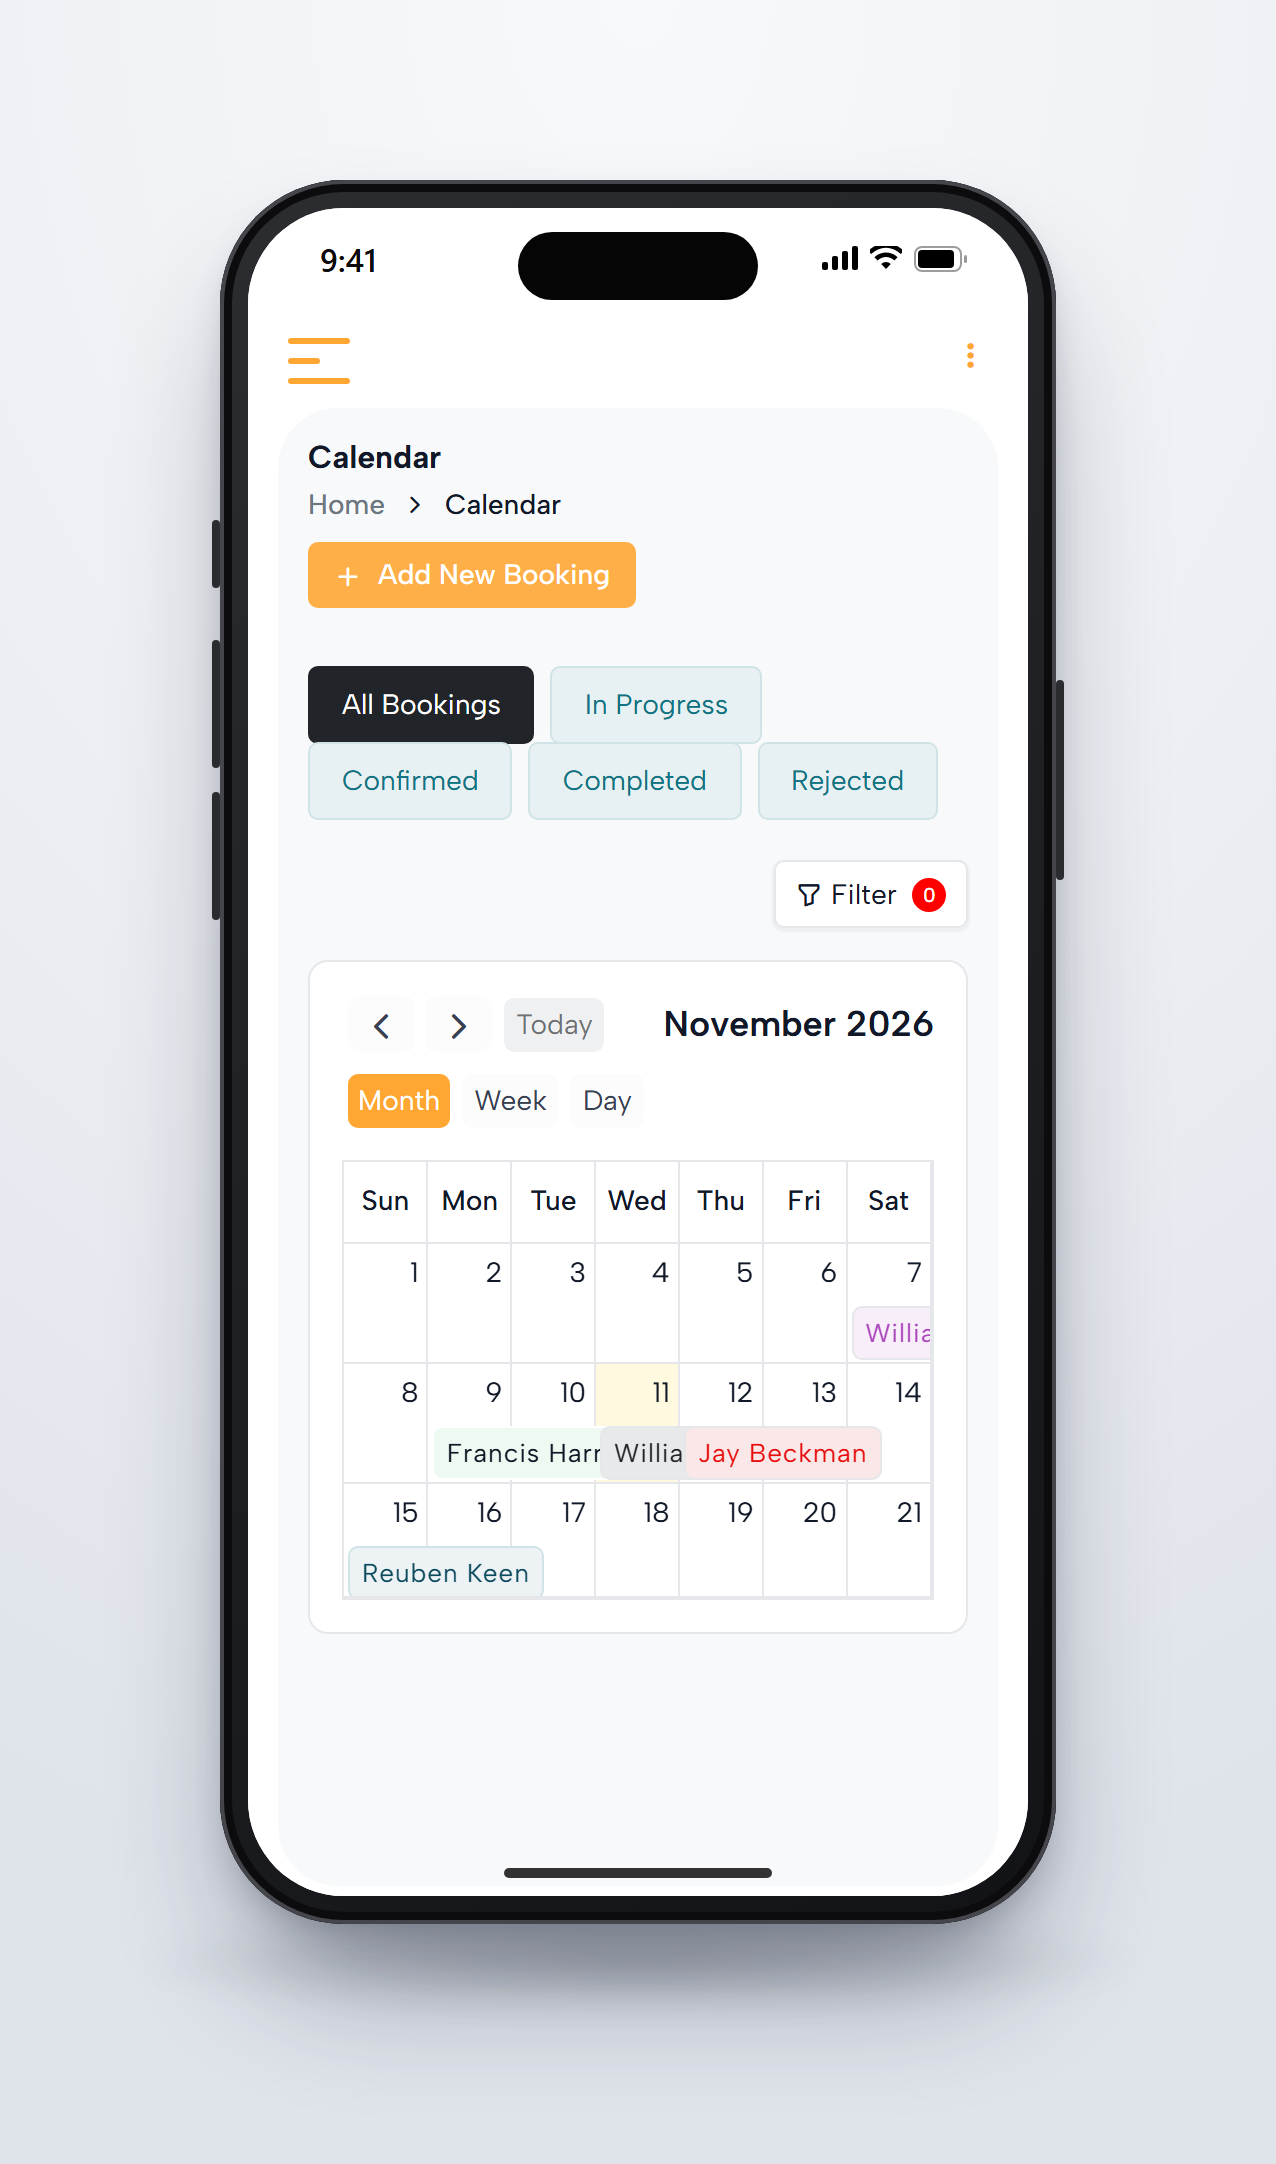 9:41
Calendar
Home > Calendar
+ Add New Booking
All Bookings In Progress
Confirmed Completed Rejected
Filter 0
November 2026
Today
Month Week Day
Sun Mon Tue Wed Thu Fri Sat
1 2 3 4 5 6 7
Willia
8 9 10 11 12 13 14
Francis Harr Willia Jay Beckman
15 16 17 18 19 20 21
Reuben Keen